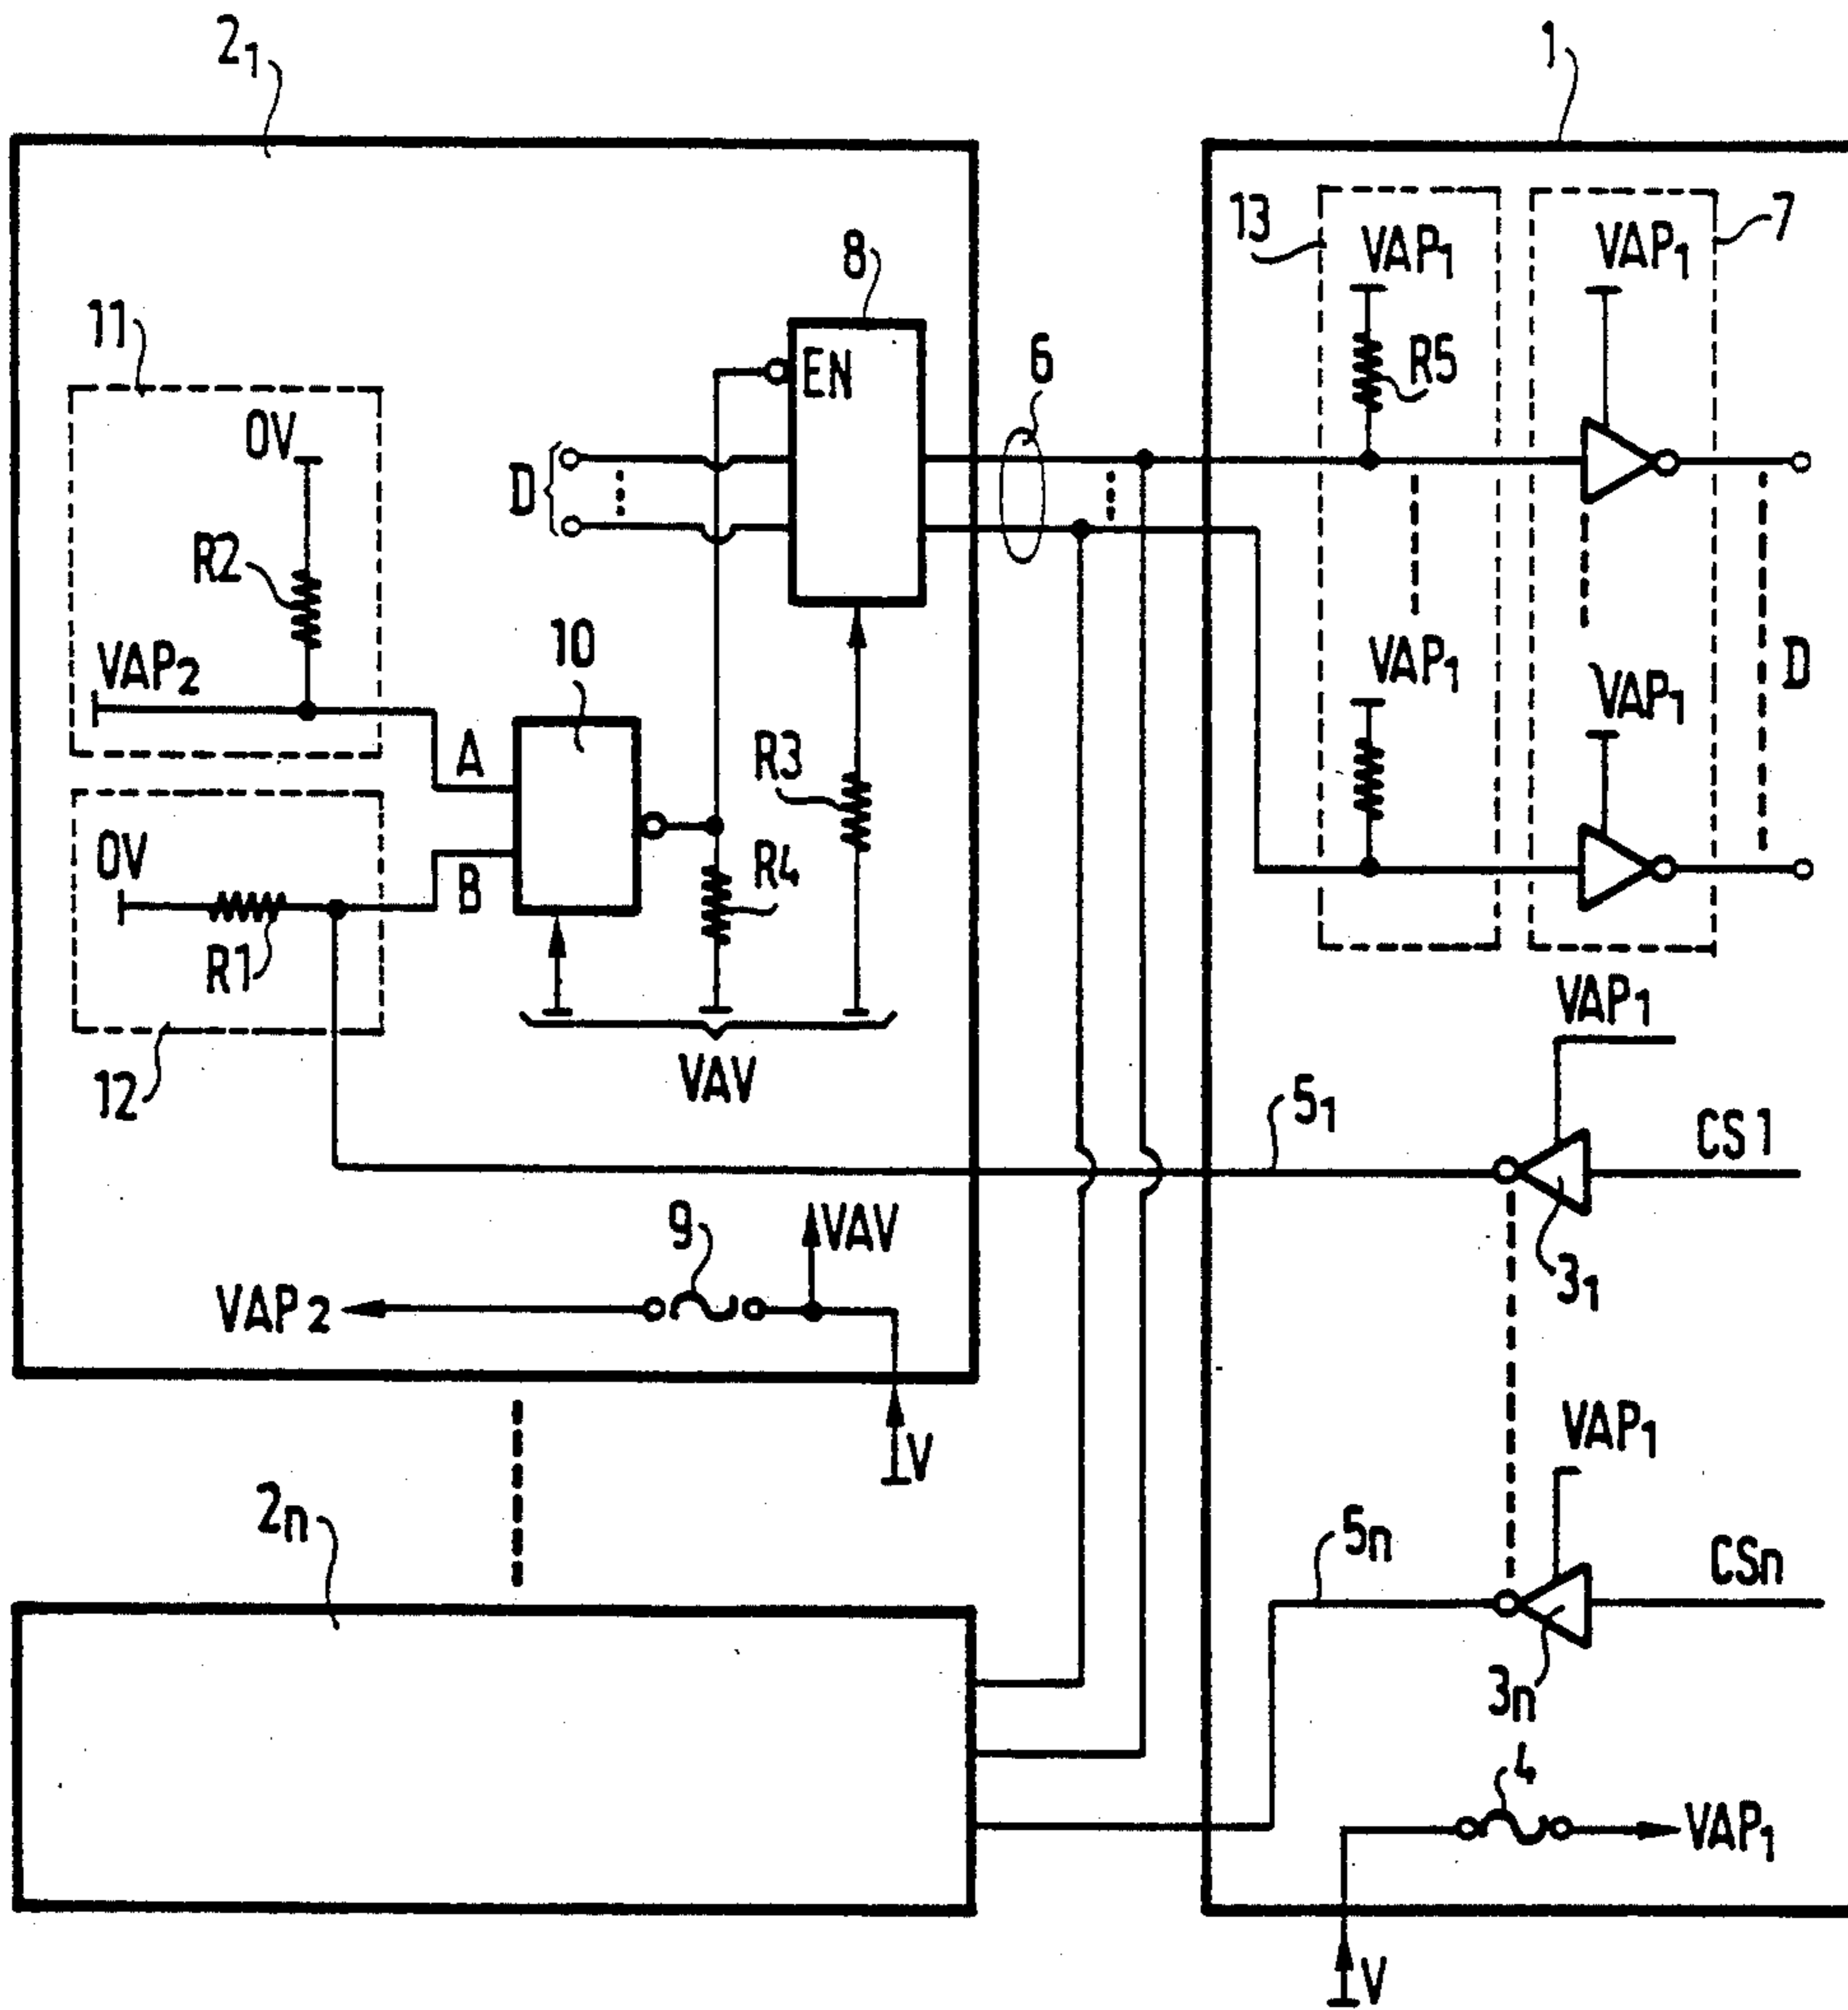 2₁
1
13
VAP₁
VAP₁
7
8
11
EN
6
R5
0V
D
R2
10
VAP₂
VAP₁
VAP₁
D
A
R3
0V
B
R4
R1
VAP₁
12
VAV
5₁
CS1
9
VAV
3₁
VAP₂
V
VAP₁
2n
5n
CSn
3n
4
VAP₁
V